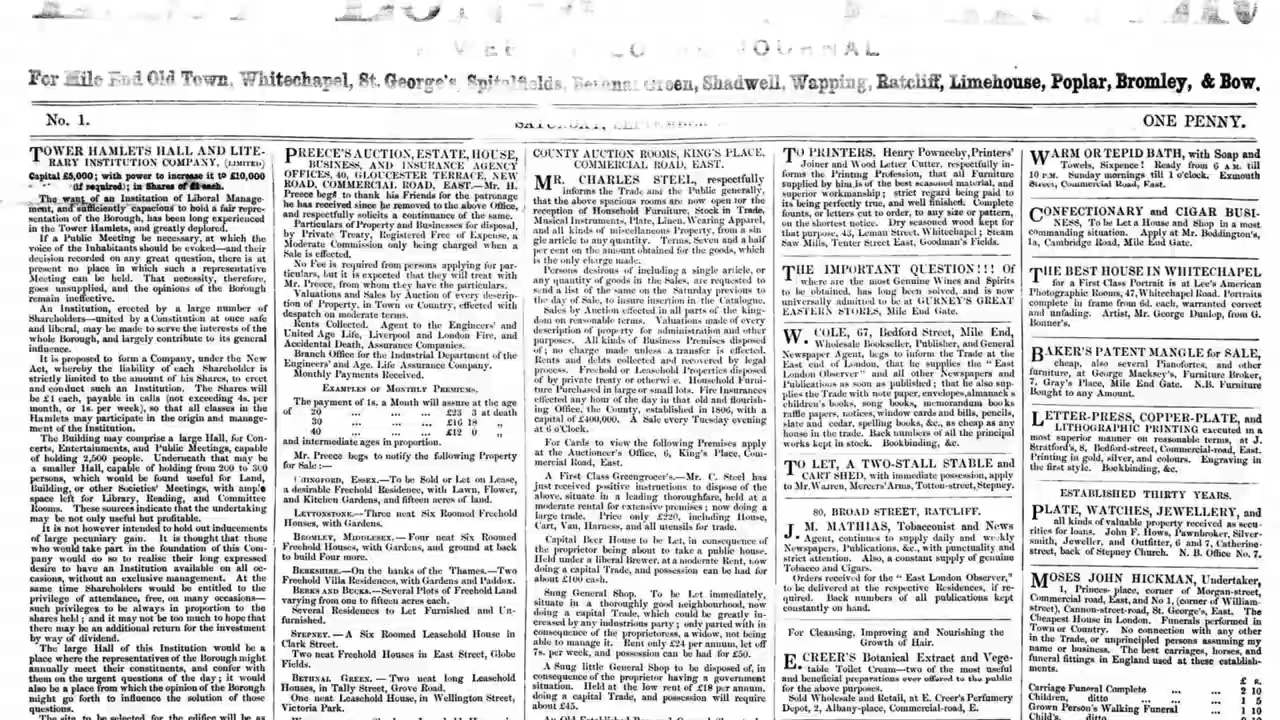 A WEEKLY LOCAL JOURNAL
For Mile End Old Town, Whitechapel, St. George's, Spitalfields, Bethnal Green, Shadwell, Wapping, Ratcliff, Limehouse, Poplar, Bromley, & Bow.
No. 1.
SATURDAY, SEPTEMBER
ONE PENNY.
TOWER HAMLETS HALL AND LITE-
RARY INSTITUTION COMPANY, (LIMITED)
Capital £5,000; with power to increase it to £10,000
(if required); in Shares of £1 each.
The want of an Institution of Liberal Manage-
ment, and sufficiently capacious to hold a fair repre-
sentation of the Borough, has been long experienced
in the Tower Hamlets, and greatly deplored.
If a Public Meeting be necessary, at which the
voice of the Inhabitants should be evoked—and their
decision recorded on any great question, there is at
present no place in which such a representative
Meeting can be held. That necessity, therefore,
goes unsupplied, and the opinions of the Borough
remain ineffective.
An Institution, erected by a large number of
Shareholders—united by a Constitution at once safe
and liberal, may be made to serve the interests of the
whole Borough, and largely contribute to its general
influence.
It is proposed to form a Company, under the New
Act, whereby the liability of each Shareholder is
strictly limited to the amount of his Shares, to erect
and conduct such an Institution. The Shares will
be £1 each, payable in calls (not exceeding 4s. per
month, or 1s. per week), so that all classes in the
Hamlets may participate in the origin and manage-
ment of the Institution.
The Building may comprise a large Hall, for Con-
certs, Entertainments, and Public Meetings, capable
of holding 2,500 people. Underneath that may be
a smaller Hall, capable of holding from 200 to 300
persons, which would be found useful for Land,
Building, or other Societies' Meetings, with ample
space left for Library, Reading, and Committee
Rooms. These sources indicate that the undertaking
may be not only useful but profitable.
It is not however intended to hold out inducements
of large pecuniary gain. It is thought that those
who would take part in the foundation of this Com-
pany would do so to realise their long expressed
desire to have an Institution available on all oc-
casions, without an exclusive management. At the
same time Shareholders would be entitled to the
privilege of attendance, free, on many occasions—
such privileges to be always in proportion to the
shares held; and it may not be too much to hope that
there may be an additional return for the investment
by way of dividend.
The large Hall of this Institution would be a
place where the representatives of the Borough might
annually meet their constituents, and confer with
them on the urgent questions of the day; it would
also be a place from which the opinion of the Borough
might go forth to influence the solution of those
questions.
The site to be selected for the edifice will be as
PREECE'S AUCTION, ESTATE, HOUSE,
BUSINESS, AND INSURANCE AGENCY
OFFICES, 40, GLOUCESTER TERRACE, NEW
ROAD, COMMERCIAL ROAD, EAST.—Mr. H.
Preece begs to thank his Friends for the patronage
he has received since he removed to the above Office,
and respectfully solicits a continuance of the same.
Particulars of Property and Businesses for disposal,
by Private Treaty, Registered Free of Expense, a
Moderate Commission only being charged when a
Sale is effected.
No Fee is required from persons applying for par-
ticulars, but it is expected that they will treat with
Mr. Preece, from whom they have the particulars.
Valuations and Sales by Auction of every descrip-
tion of Property, in Town or Country, effected with
despatch on moderate terms.
Rents Collected. Agent to the Engineers' and
United Age Life, Liverpool and London Fire, and
Accidental Death, Assurance Companies.
Branch Office for the Industrial Department of the
Engineers' and Age. Life Assurance Company.
Monthly Payments Received.
EXAMPLES OF MONTHLY PREMIUMS.
The payment of 1s. a Month will assure at the age
of 20 ... ... ... £23 3 at death
30 ... ... ... £16 18 „
40 ... ... ... £12 0 „
and intermediate ages in proportion.
Mr. Preece begs to notify the following Property
for Sale:—
CHINGFORD, ESSEX.—To be Sold or Let on Lease,
a desirable Freehold Residence, with Lawn, Flower,
and Kitchen Gardens, and fifteen acres of land.
LEYTONSTONE.—Three neat Six Roomed Freehold
Houses, with Gardens.
BROMLEY, MIDDLESEX.—Four neat Six Roomed
Freehold Houses, with Gardens, and ground at back
to build Four more.
BERKSHIRE.—On the banks of the Thames.—Two
Freehold Villa Residences, with Gardens and Paddox.
BERKS AND BUCKS.—Several Plots of Freehold Land
varying from one to fifteen acres each.
Several Residences to Let Furnished and Un-
furnished.
STEPNEY.—A Six Roomed Leasehold House in
Clark Street.
Two neat Freehold Houses in East Street, Globe
Fields.
BETHNAL GREEN.—Two neat long Leasehold
Houses, in Tally Street, Grove Road.
One neat Leasehold House, in Wellington Street,
Victoria Park.
COUNTY AUCTION ROOMS, KING'S PLACE,
COMMERCIAL ROAD, EAST.
MR. CHARLES STEEL, respectfully
informs the Trade and the Public generally,
that the above spacious rooms are now open for the
reception of Household Furniture, Stock in Trade,
Musical Instruments, Plate, Linen, Wearing Apparel,
and all kinds of miscellaneous Property, from a sin
gle article to any quantity. Terms, Seven and a half
per cent on the amount obtained for the goods, which
is the only charge made.
Persons desirous of including a single article, or
any quantity of goods in the Sales, are requested to
send a list of the same on the Saturday previous to
the day of Sale, to insure insertion in the Catalogue.
Sales by Auction effected in all parts of the king-
dom on reasonable terms. Valuations made of every
description of property for administration and other
purposes. All kinds of Business Premises disposed
of; no charge made unless a transfer is effected.
Rents and debts collected and recovered by legal
process. Freehold or Leasehold Properties disposed
of by private treaty or otherwise. Household Furni-
ture Purchased in large or small lots. Fire Insurances
effected any hour of the day in that old and flourish-
ing Office, the County, established in 1806, with a
capital of £400,000. A Sale every Tuesday evening
at 6 o'Clock.
For Cards to view the following Premises apply
at the Auctioneer's Office, 6, King's Place, Com-
mercial Road, East.
A First Class Greengrocer's.—Mr. C. Steel has
just received positive instructions to dispose of the
above, situate in a leading thoroughfare, held at a
moderate rental for extensive premises; now doing a
large trade. Price only £220, including House,
Cart, Van, Harness, and all utensils for trade.
Capital Beer House to be Let, in consequence of
the proprietor being about to take a public house.
Held under a liberal Brewer, at a moderate Rent, now
doing a capital trade, and possession can be had for
about £100 cash.
Snug General Shop. To be Let immediately,
situate in a thoroughly good neighbourhood, now
doing a capital Trade, which could be greatly in-
creased by any industrious party; only parted with in
consequence of the proprietress, a widow, not being
able to manage it. Rent only £24 per annum, let off
7s. per week, and possession can be had for £50.
A Snug little General Shop to be disposed of, in
consequence of the proprietor having a government
situation. Held at the low rent of £18 per annum,
doing a capital Trade, and possession will require
about £45.
An Old Established General Shop
TO PRINTERS. Henry Pownceby, Printers'
Joiner and Wood Letter Cutter, respectfully in-
forms the Printing Profession, that all Furniture
supplied by him is of the best seasoned material, and
superior workmanship; strict regard being paid to
its being perfectly true, and well finished. Complete
founts, or letters cut to order, to any size or pattern,
on the shortest notice. Dry seasoned wood kept for
that purpose, 43, Leman Street, Whitechapel; Steam
Saw Mills, Tenter Street East, Goodman's Fields.
THE IMPORTANT QUESTION!!! Of
where are the most Genuine Wines and Spirits
to be obtained, has long been solved, and is now
universally admitted to be at GURNEY'S GREAT
EASTERN STORES, Mile End Gate.
W. COLE, 67, Bedford Street, Mile End,
Wholesale Bookseller, Publisher, and General
Newspaper Agent, begs to inform the Trade at the
East end of London, that he supplies the "East
London Observer" and all other Newspapers and
Publications as soon as published; that he also sup-
plies the Trade with note paper, envelopes, almanack s
children's books, song books, memorandum books
raffle papers, notices, window cards and bills, pencils,
slate and cedar, spelling books, &c., as cheap as any
house in the trade. Back numbers of all the principal
works kept in stock. Bookbinding, &c.
TO LET, A TWO-STALL STABLE and
CART SHED, with immediate possession, apply
to Mr. Warren, Mercers' Arms, Totton-street, Stepney.
80, BROAD STREET, RATCLIFF.
J. M. MATHIAS, Tobacconist and News
Agent, continues to supply daily and weekly
Newspapers, Publications, &c., with punctuality and
strict attention. Also, a constant supply of genuine
Tobacco and Cigars.
Orders received for the "East London Observer,"
to be delivered at the respective Residences, if re-
quired. Back numbers of all publications kept
constantly on hand.
For Cleansing, Improving and Nourishing the
Growth of Hair.
E. CREER'S Botanical Extract and Vege-
table Toilet Cream—two of the most useful
and beneficial preparations ever offered to the public
for the above purposes.
Sold Wholesale and Retail, at E. Creer's Perfumery
Depot, 2, Albany-place, Commercial-road, E.
WARM OR TEPID BATH, with Soap and
Towels, Sixpence! Ready from 6 A.M. till
10 P.M. Sunday mornings till 1 o'clock. Exmouth
Street, Commercial Road, East.
CONFECTIONARY and CIGAR BUSI-
NESS, To be Let a House and Shop in a most
commanding situation. Apply at Mr. Boddington's,
1a, Cambridge Road, Mile End Gate.
THE BEST HOUSE IN WHITECHAPEL
for a First Class Portrait is at Lee's American
Photographic Rooms, 47, Whitechapel Road. Portraits
complete in frame from 6d. each, warranted correct
and unfading. Artist, Mr. George Dunlop, from G.
Bonner's.
BAKER'S PATENT MANGLE for SALE,
cheap, also several Pianofortes, and other
furniture, at George Macksey's, Furniture Broker,
7, Gray's Place, Mile End Gate. N.B. Furniture
Bought to any Amount.
LETTER-PRESS, COPPER-PLATE, and
LITHOGRAPHIC PRINTING executed in a
most superior manner on reasonable terms, at J.
Stratford's, 8, Bedford-street, Commercial-road, East.
Printing in gold, silver, and colours. Engraving in
the first style. Bookbinding, &c.
ESTABLISHED THIRTY YEARS.
PLATE, WATCHES, JEWELLERY, and
all kinds of valuable property received as secu-
rities for loans. John F. Hows, Pawnbroker, Silver-
smith, Jeweller, and Outfitter, 6 and 7, Catherine-
street, back of Stepney Church. N. B. Office No. 7.
MOSES JOHN HICKMAN, Undertaker,
1, Princes- place, corner of Morgan-street,
Commercial road, East, and No 1, (corner of William-
street), Cannon-street-road, St. George's, East. The
Cheapest House in London. Funerals performed in
Town or Country. No connection with any other
in the Trade, or unprincipled persons assuming my
name or business. The best carriages, horses, and
funeral fittings in England used at these establish-
ments.
£ s.
Carriage Funeral Complete ... ... 2 10
Children, ditto ... ... 1 5
Grown Person's Walking Funeral ... 1 10
Child's, ditto